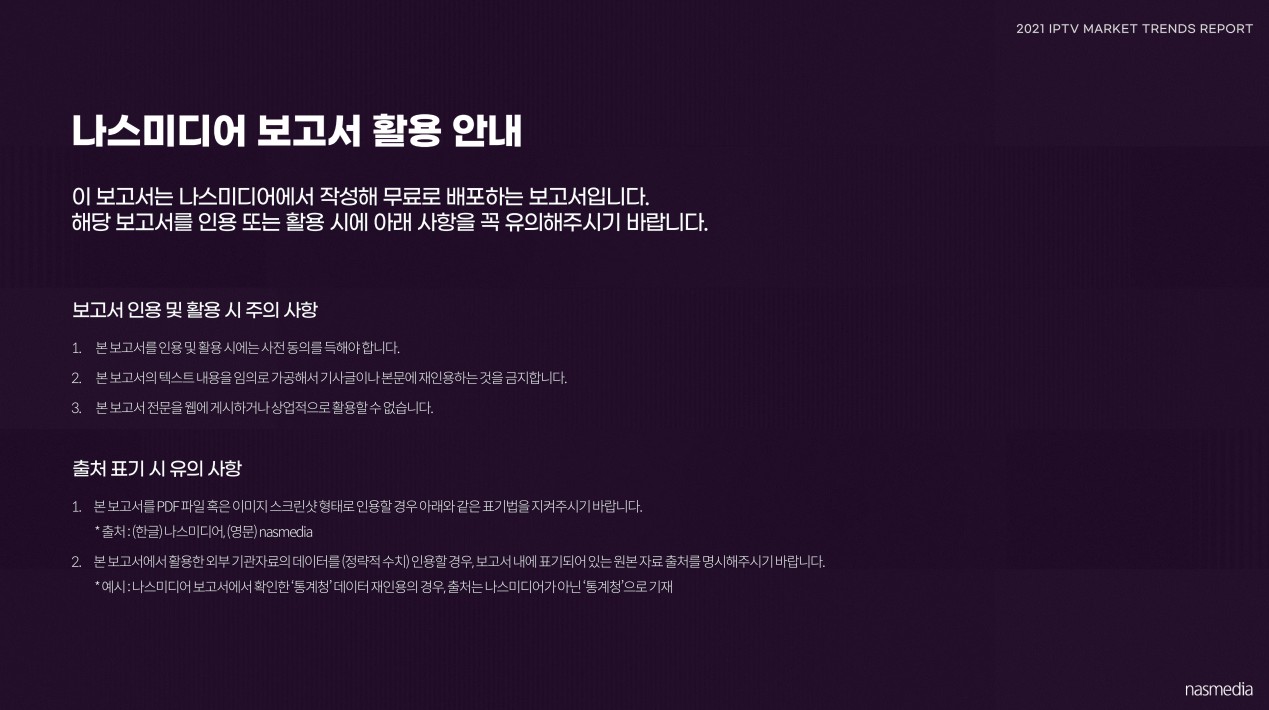 2021 IPTV MARKET TRENDS REPORT
나스미디어 보고서 활용 안내
이 보고서는 나스미디어에서 작성해 무료로 배포하는 보고서입니다.
해당 보고서를 인용 또는 활용 시에 아래 사항을 꼭 유의해주시기 바랍니다.
보고서 인용 및 활용 시 주의 사항
1. 본 보고서를 인용 및 활용 시에는 사전 동의를 득해야 합니다.
2. 본 보고서의 텍스트 내용을 임의로 가공해서 기사글이나 본문에 재인용하는 것을 금지합니다.
3. 본 보고서 전문을 웹에 게시하거나 상업적으로 활용할 수 없습니다.
출처 표기 시 유의 사항
1. 본 보고서를 PDF 파일 혹은 이미지 스크린샷 형태로 인용할 경우 아래와 같은 표기법을 지켜주시기 바랍니다.
* 출처 : (한글) 나스미디어, (영문) nasmedia
2. 본 보고서에서 활용한 외부 기관자료의 데이터를 (정략적 수치) 인용할 경우, 보고서 내에 표기되어 있는 원본 자료 출처를 명시해주시기 바랍니다.
* 예시 : 나스미디어 보고서에서 확인한 ‘통계청’ 데이터 재인용의 경우, 출처는 나스미디어가 아닌 ‘통계청’으로 기재
nasmedia